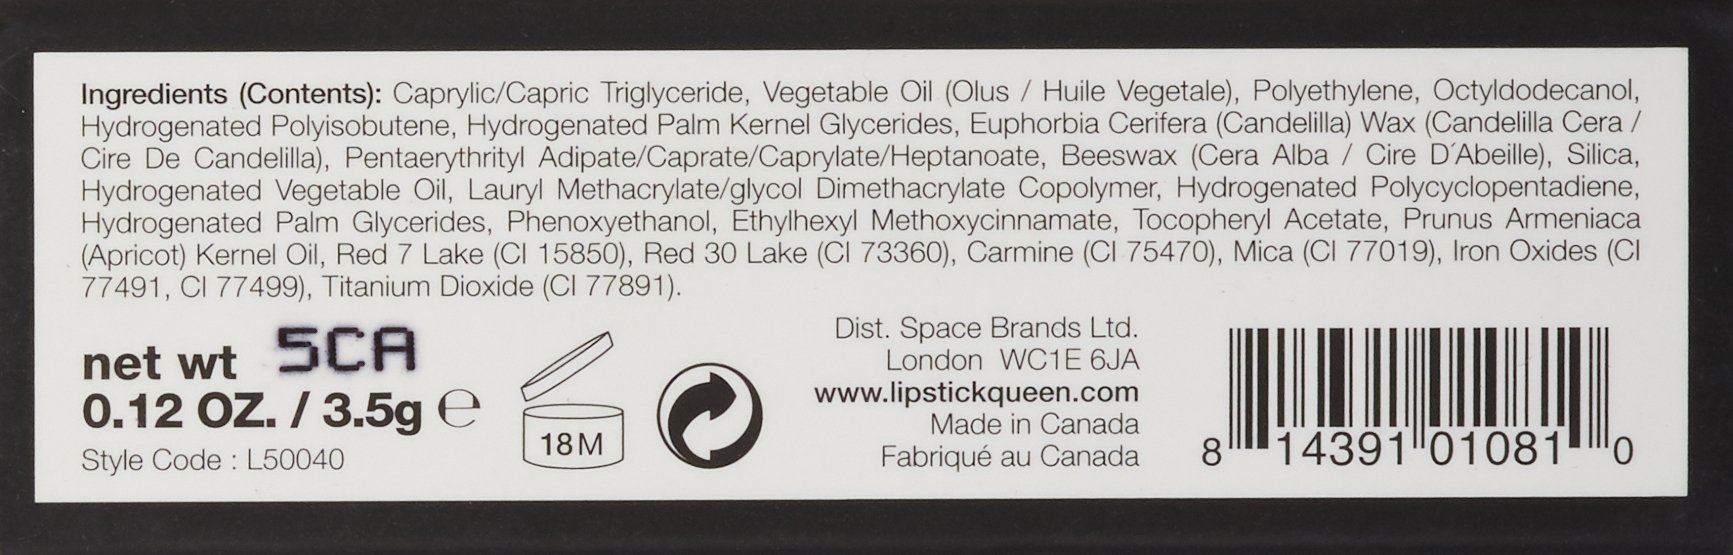 Ingredients (Contents): Caprylic/Capric Triglyceride, Vegetable Oil (Olus / Huile Vegetale), Polyethylene, Octyldodecanol,
Hydrogenated Polyisobutene, Hydrogenated Palm Kernel Glycerides, Euphorbia Cerifera (Candelilla) Wax (Candelilla Cera /
Cire De Candelilla), Pentaerythrityl Adipate/Caprate/Caprylate/Heptanoate, Beeswax (Cera Alba / Cire D´Abeille), Silica,
Hydrogenated Vegetable Oil, Lauryl Methacrylate/glycol Dimethacrylate Copolymer, Hydrogenated Polycyclopentadiene,
Hydrogenated Palm Glycerides, Phenoxyethanol, Ethylhexyl Methoxycinnamate, Tocopheryl Acetate, Prunus Armeniaca
(Apricot) Kernel Oil, Red 7 Lake (CI 15850), Red 30 Lake (CI 73360), Carmine (CI 75470), Mica (CI 77019), Iron Oxides (CI
77491, CI 77499), Titanium Dioxide (CI 77891).
net wt 5CA
0.12 OZ. / 3.5g ℮
Style Code : L50040
18M
Dist. Space Brands Ltd.
London WC1E 6JA
www.lipstickqueen.com
Made in Canada
Fabriqué au Canada
8 14391 01081 0